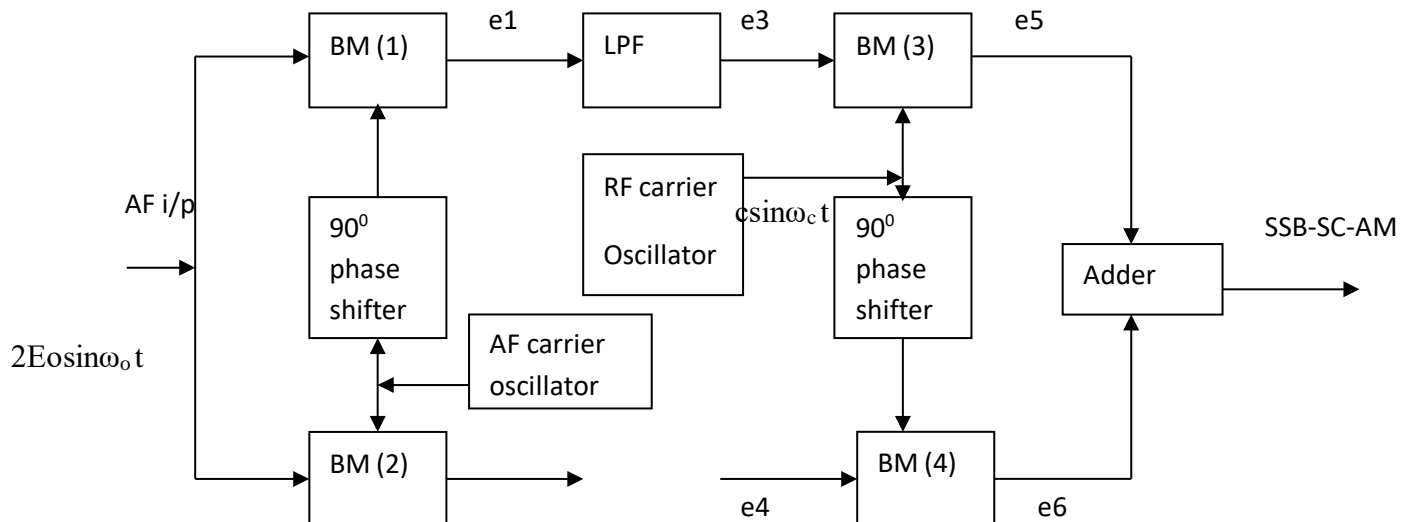 e1
e3
e5
BM (1)
LPF
BM (3)
AF i/p
90⁰
phase
shifter
RF carrier
Oscillator
csinω꜀t
90⁰
phase
shifter
SSB-SC-AM
Adder
2Eosinωₒt
AF carrier
oscillator
BM (2)
BM (4)
e4
e6